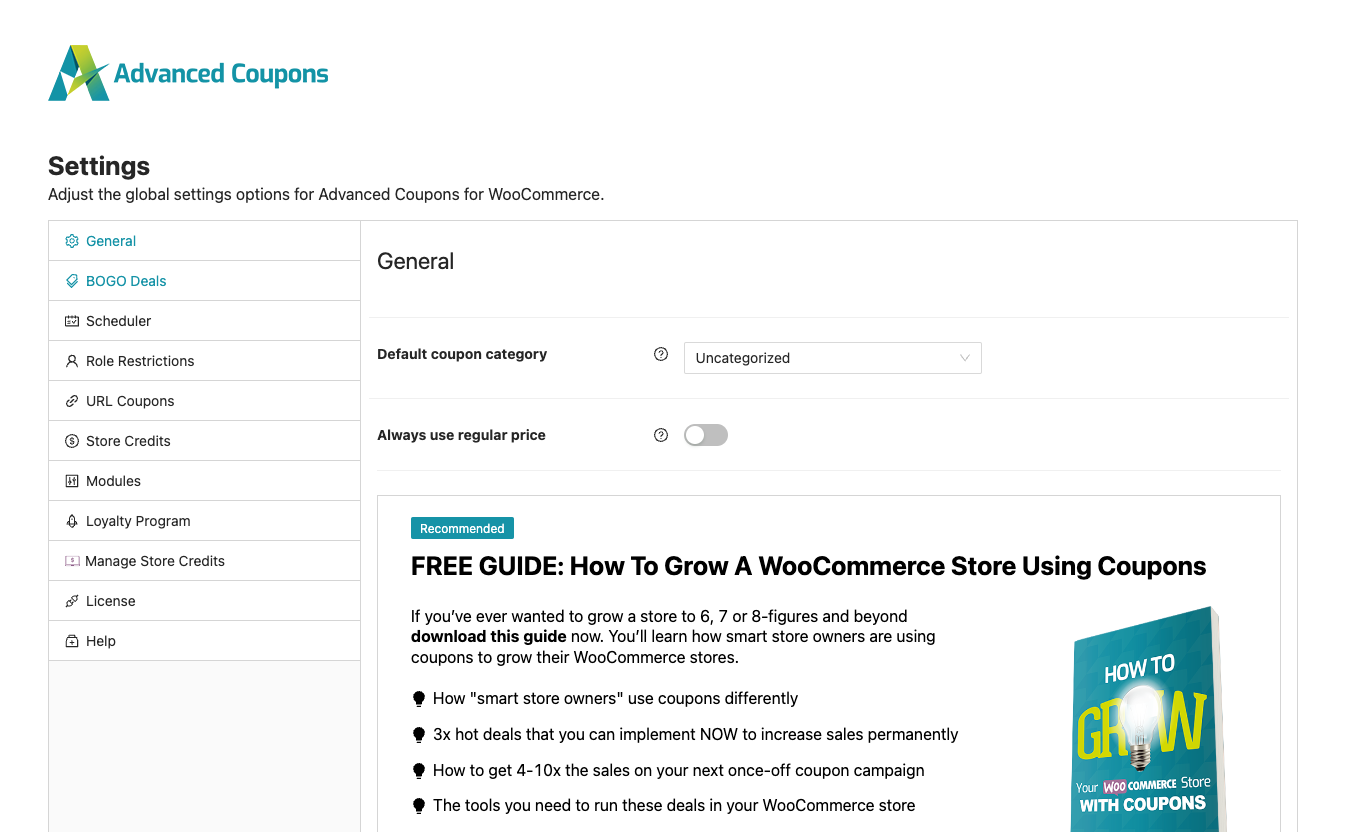 Advanced Coupons
Settings
Adjust the global settings options for Advanced Coupons for WooCommerce.
General
BOGO Deals
Scheduler
Role Restrictions
URL Coupons
Store Credits
Modules
Loyalty Program
Manage Store Credits
License
Help
General
Default coupon category
Uncategorized
Always use regular price
Recommended
FREE GUIDE: How To Grow A WooCommerce Store Using Coupons
If you’ve ever wanted to grow a store to 6, 7 or 8-figures and beyond
download this guide now. You’ll learn how smart store owners are using
coupons to grow their WooCommerce stores.
How "smart store owners" use coupons differently
3x hot deals that you can implement NOW to increase sales permanently
How to get 4-10x the sales on your next once-off coupon campaign
The tools you need to run these deals in your WooCommerce store
HOW TO
GROW
Your WOO COMMERCE Store
WITH COUPONS